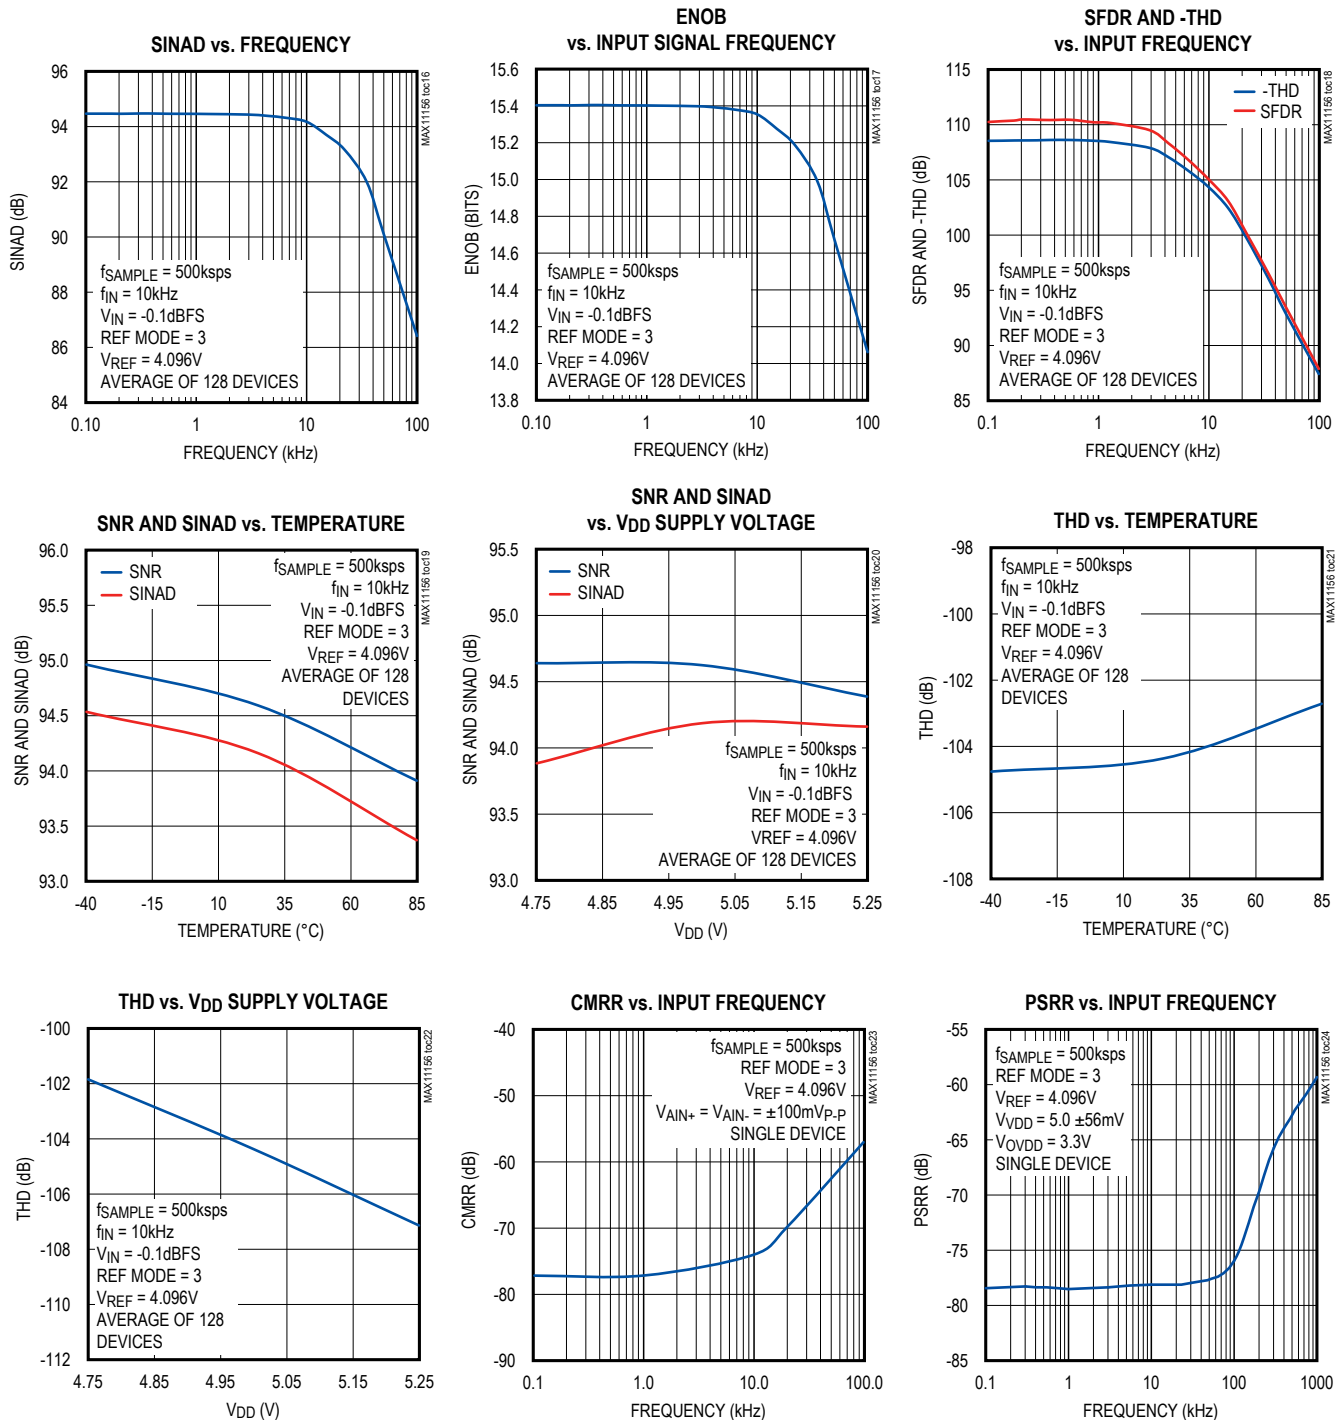 SINAD vs. FREQUENCY
MAX11156 toc16
SINAD (dB)
96
94
92
90
88
86
84
fSAMPLE = 500ksps
fIN = 10kHz
VIN = -0.1dBFS
REF MODE = 3
VREF = 4.096V
AVERAGE OF 128 DEVICES
0.10 1 10 100
FREQUENCY (kHz)
ENOB
vs. INPUT SIGNAL FREQUENCY
MAX11156 toc17
ENOB (BITS)
15.6
15.4
15.2
15.0
14.8
14.6
14.4
14.2
14.0
13.8
fSAMPLE = 500ksps
fIN = 10kHz
VIN = -0.1dBFS
REF MODE = 3
VREF = 4.096V
AVERAGE OF 128 DEVICES
0.1 1 10 100
FREQUENCY (kHz)
SFDR AND -THD
vs. INPUT FREQUENCY
MAX11156 toc18
SFDR AND -THD (dB)
115
110
105
100
95
90
85
-THD
SFDR
fSAMPLE = 500ksps
fIN = 10kHz
VIN = -0.1dBFS
REF MODE = 3
VREF = 4.096V
AVERAGE OF 128 DEVICES
0.1 1 10 100
FREQUENCY (kHz)
SNR AND SINAD vs. TEMPERATURE
MAX11156 toc19
SNR AND SINAD (dB)
96.0
95.5
95.0
94.5
94.0
93.5
93.0
SNR
SINAD
fSAMPLE = 500ksps
fIN = 10kHz
VIN = -0.1dBFS
REF MODE = 3
VREF = 4.096V
AVERAGE OF 128
DEVICES
-40 -15 10 35 60 85
TEMPERATURE (°C)
SNR AND SINAD
vs. VDD SUPPLY VOLTAGE
MAX11156 toc20
SNR AND SINAD (dB)
95.5
95.0
94.5
94.0
93.5
93.0
SNR
SINAD
fSAMPLE = 500ksps
fIN = 10kHz
VIN = -0.1dBFS
REF MODE = 3
VREF = 4.096V
AVERAGE OF 128 DEVICES
4.75 4.85 4.95 5.05 5.15 5.25
VDD (V)
THD vs. TEMPERATURE
MAX11156 toc21
THD (dB)
-98
-100
-102
-104
-106
-108
fSAMPLE = 500ksps
fIN = 10kHz
VIN = -0.1dBFS
REF MODE = 3
VREF = 4.096V
AVERAGE OF 128
DEVICES
-40 -15 10 35 60 85
TEMPERATURE (°C)
THD vs. VDD SUPPLY VOLTAGE
MAX11156 toc22
THD (dB)
-100
-102
-104
-106
-108
-110
-112
fSAMPLE = 500ksps
fIN = 10kHz
VIN = -0.1dBFS
REF MODE = 3
VREF = 4.096V
AVERAGE OF 128
DEVICES
4.75 4.85 4.95 5.05 5.15 5.25
VDD (V)
CMRR vs. INPUT FREQUENCY
MAX11156 toc23
CMRR (dB)
-40
-50
-60
-70
-80
-90
fSAMPLE = 500ksps
REF MODE = 3
VREF = 4.096V
VAIN+ = VAIN- = ±100mVP-P
SINGLE DEVICE
0.1 1.0 10.0 100.0
FREQUENCY (kHz)
PSRR vs. INPUT FREQUENCY
MAX11156 toc24
PSRR (dB)
-55
-60
-65
-70
-75
-80
-85
fSAMPLE = 500ksps
REF MODE = 3
VREF = 4.096V
VVDD = 5.0 ±56mV
VOVDD = 3.3V
SINGLE DEVICE
0.1 1 10 100 1000
FREQUENCY (kHz)